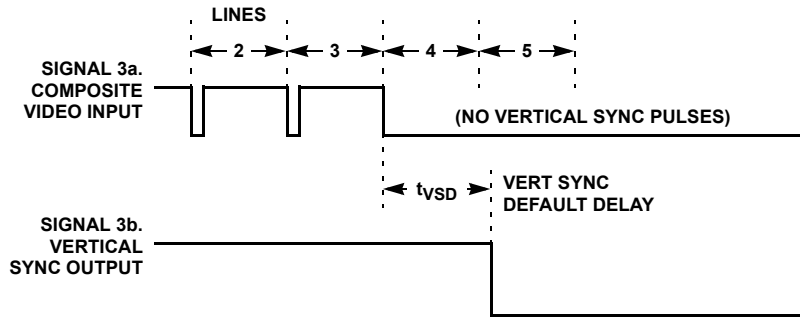 LINES
2 3 4 5
SIGNAL 3a.
COMPOSITE
VIDEO INPUT
(NO VERTICAL SYNC PULSES)
tVSD
VERT SYNC
DEFAULT DELAY
SIGNAL 3b.
VERTICAL
SYNC OUTPUT